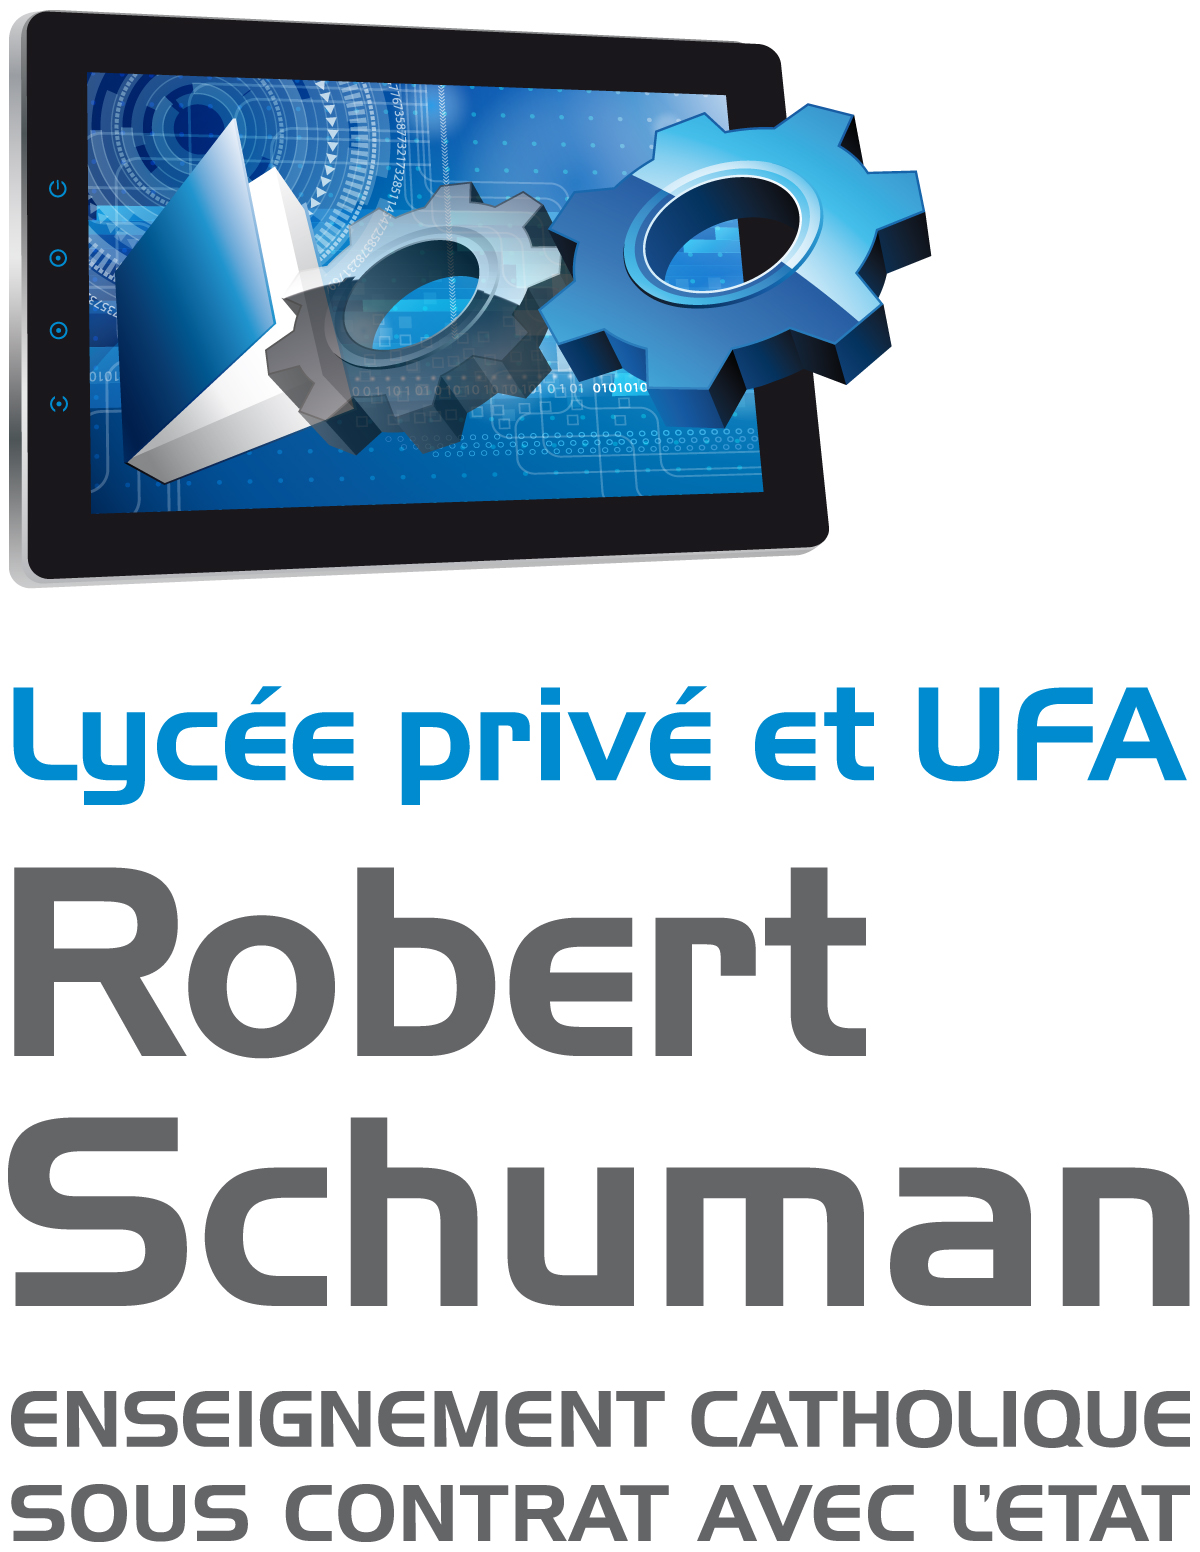 Lycée privé et UFA
Robert
Schuman
ENSEIGNEMENT CATHOLIQUE
SOUS CONTRAT AVEC L'ETAT